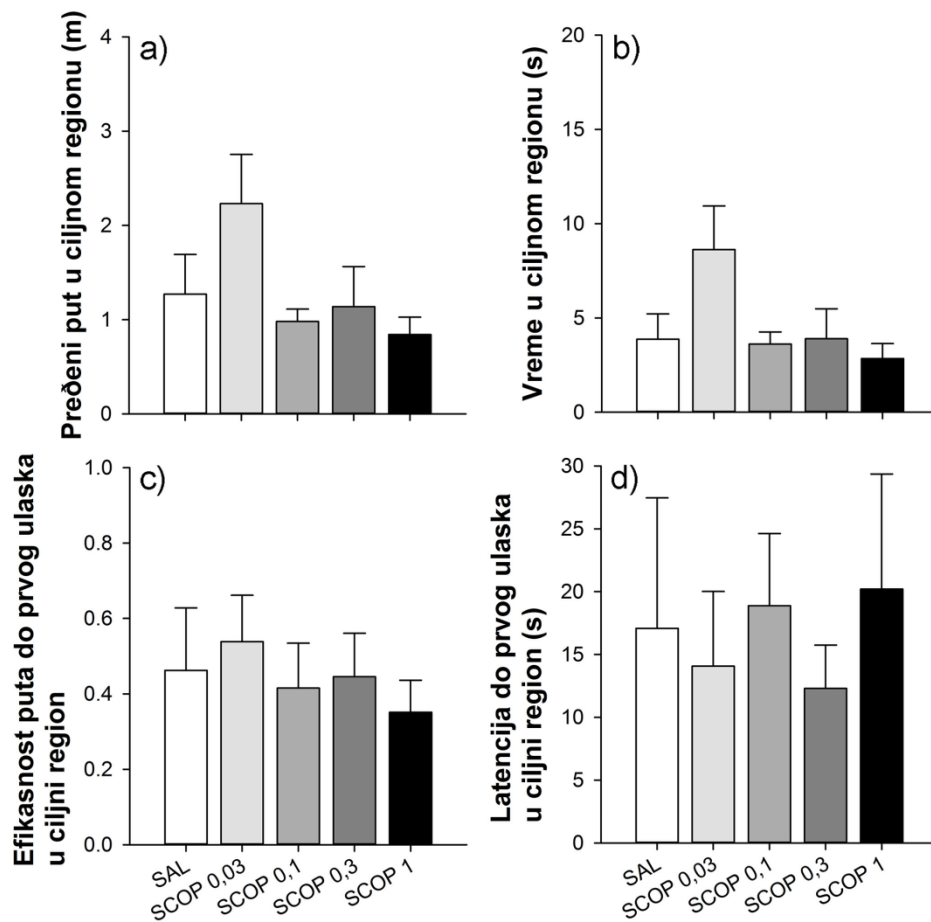 a)
Pređeni put u ciljnom regionu (m)
4
3
2
1
0
b)
Vreme u ciljnom regionu (s)
20
15
10
5
0
c)
Efikasnost puta do prvog ulaska
u ciljni region
1.0
0.8
0.6
0.4
0.2
0.0
SAL
SCOP 0,03
SCOP 0,1
SCOP 0,3
SCOP 1
d)
Latencija do prvog ulaska
u ciljni region (s)
30
25
20
15
10
5
0
SAL
SCOP 0,03
SCOP 0,1
SCOP 0,3
SCOP 1